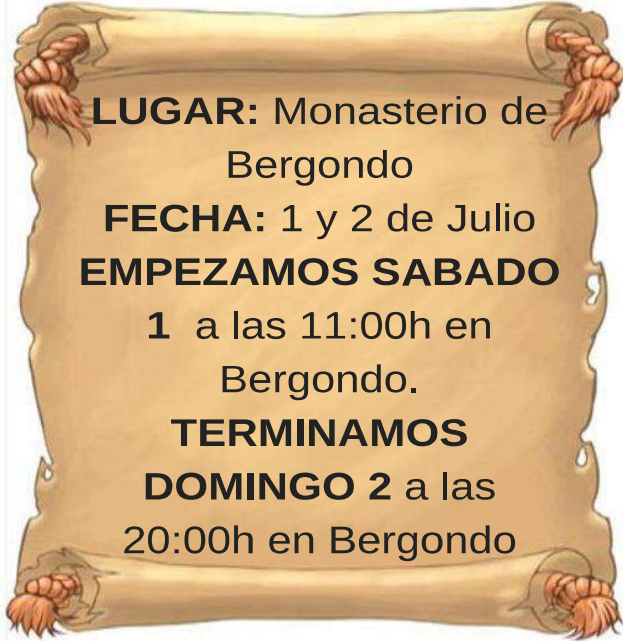 LUGAR: Monasterio de
Bergondo
FECHA: 1 y 2 de Julio
EMPEZAMOS SABADO
1 a las 11:00h en
Bergondo.
TERMINAMOS
DOMINGO 2 a las
20:00h en Bergondo